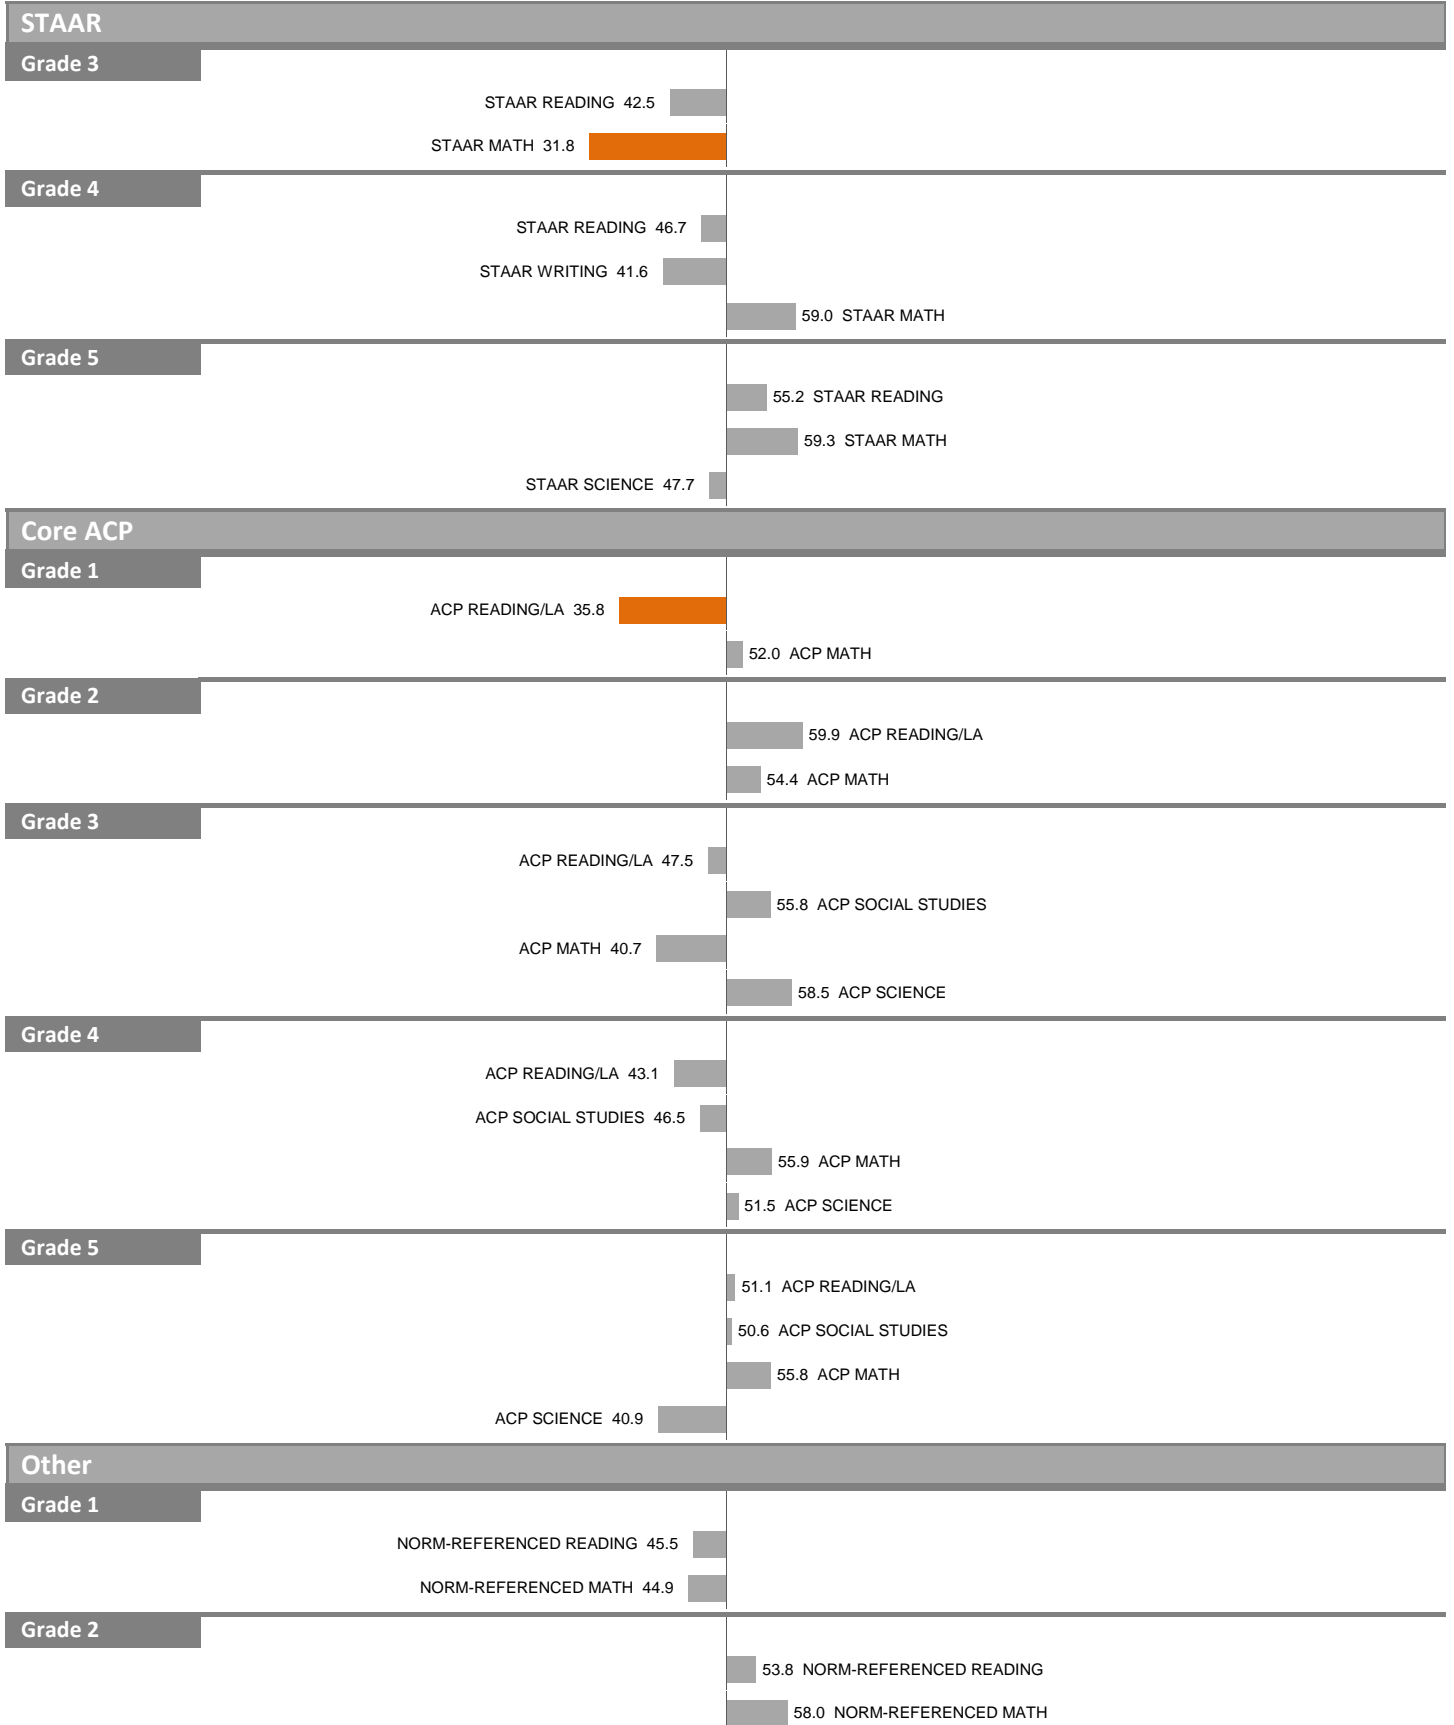 STAAR
Grade 3
STAAR READING 42.5
STAAR MATH 31.8
Grade 4
STAAR READING 46.7
STAAR WRITING 41.6
59.0 STAAR MATH
Grade 5
55.2 STAAR READING
59.3 STAAR MATH
STAAR SCIENCE 47.7
Core ACP
Grade 1
ACP READING/LA 35.8
52.0 ACP MATH
Grade 2
59.9 ACP READING/LA
54.4 ACP MATH
Grade 3
ACP READING/LA 47.5
55.8 ACP SOCIAL STUDIES
ACP MATH 40.7
58.5 ACP SCIENCE
Grade 4
ACP READING/LA 43.1
ACP SOCIAL STUDIES 46.5
55.9 ACP MATH
51.5 ACP SCIENCE
Grade 5
51.1 ACP READING/LA
50.6 ACP SOCIAL STUDIES
55.8 ACP MATH
ACP SCIENCE 40.9
Other
Grade 1
NORM-REFERENCED READING 45.5
NORM-REFERENCED MATH 44.9
Grade 2
53.8 NORM-REFERENCED READING
58.0 NORM-REFERENCED MATH